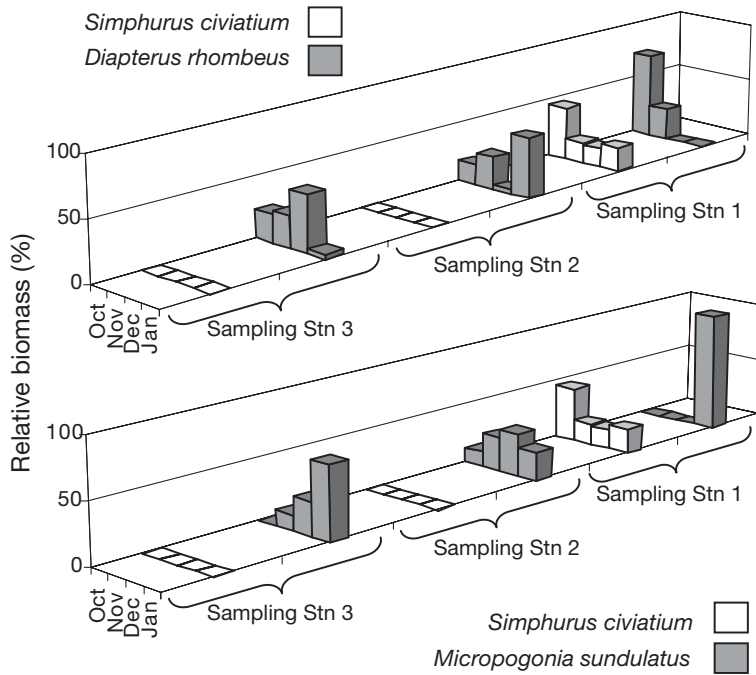 Simphurus civiatium
Diapterus rhombeus
100
50
0
Oct
Nov
Dec
Jan
Sampling Stn 1
Sampling Stn 2
Sampling Stn 3
Relative biomass (%)
100
50
0
Oct
Nov
Dec
Jan
Sampling Stn 1
Sampling Stn 2
Sampling Stn 3
Simphurus civiatium
Micropogonia sundulatus